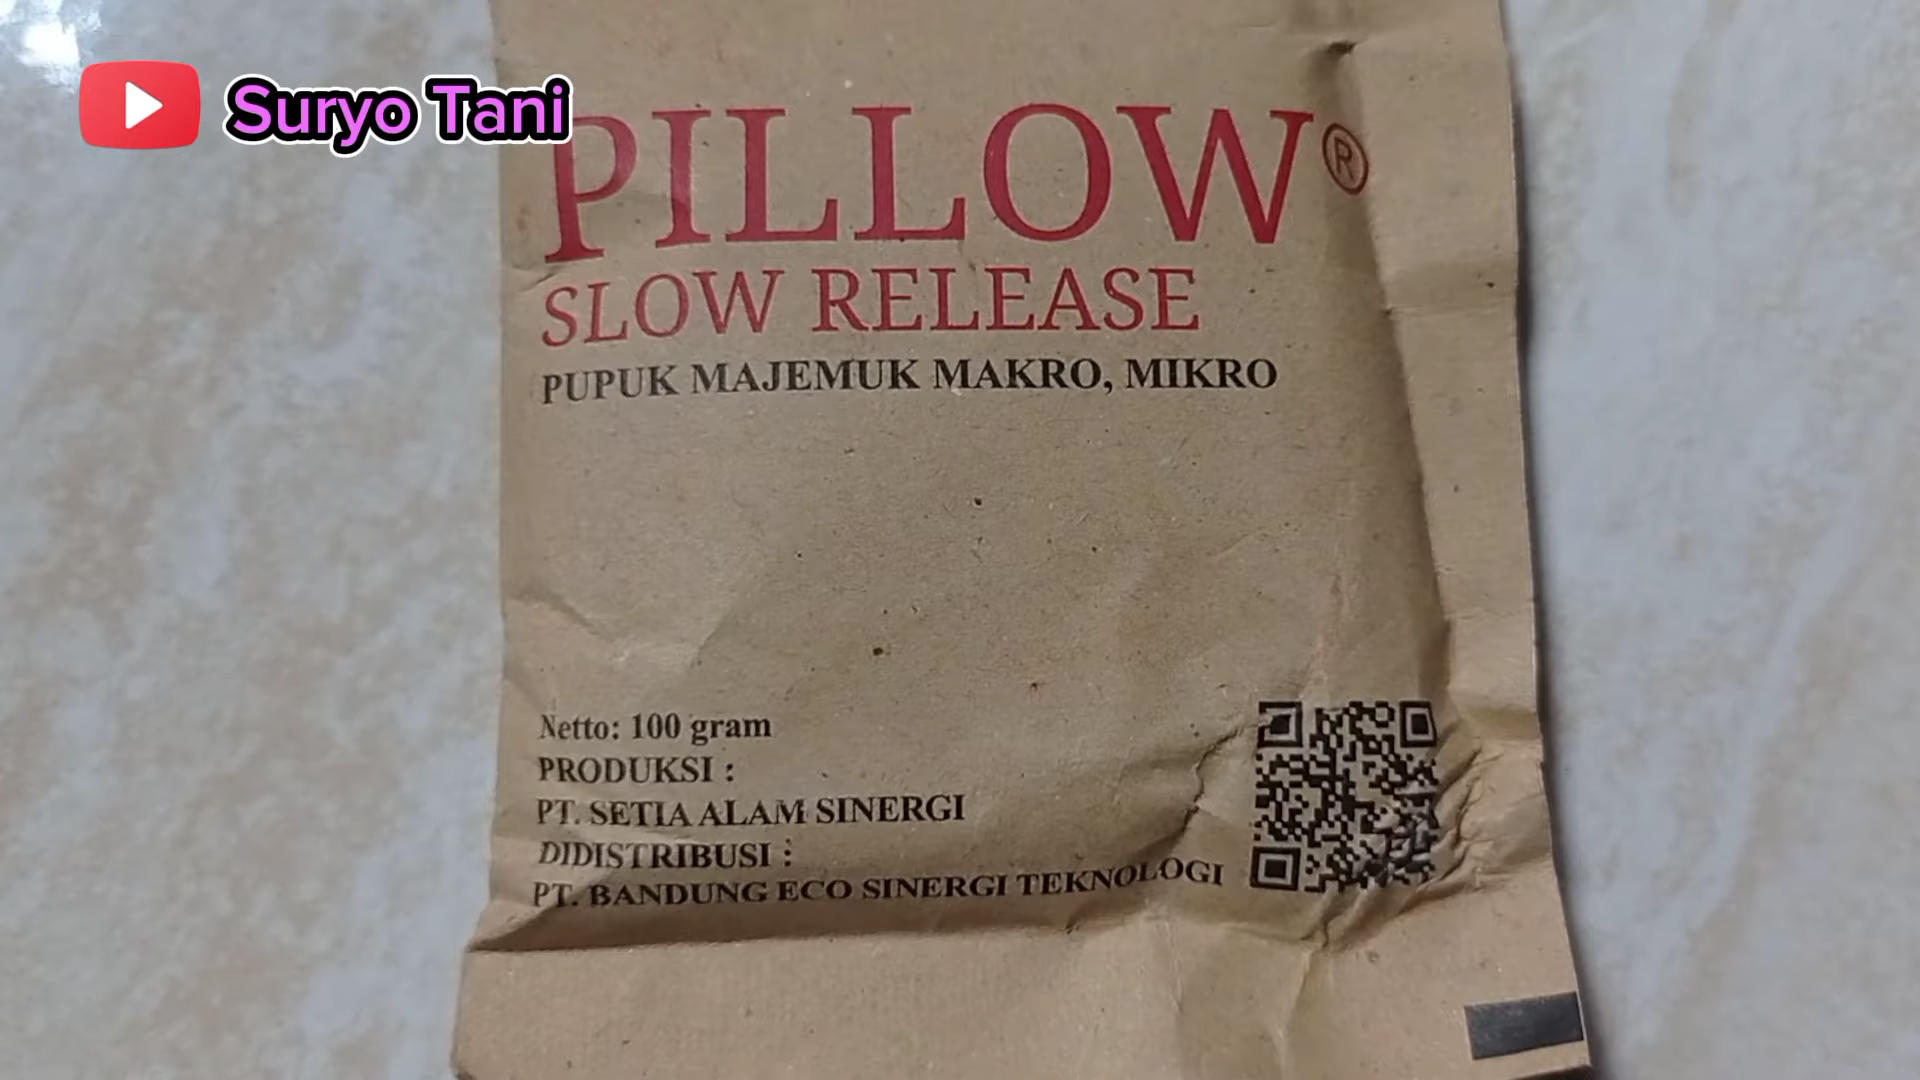 Suryo Tani
PILLOW®
SLOW RELEASE
PUPUK MAJEMUK MAKRO, MIKRO
Netto: 100 gram
PRODUKSI :
PT. SETIA ALAM SINERGI
DIDISTRIBUSI :
PT. BANDUNG ECO SINERGI TEKNOLOGI